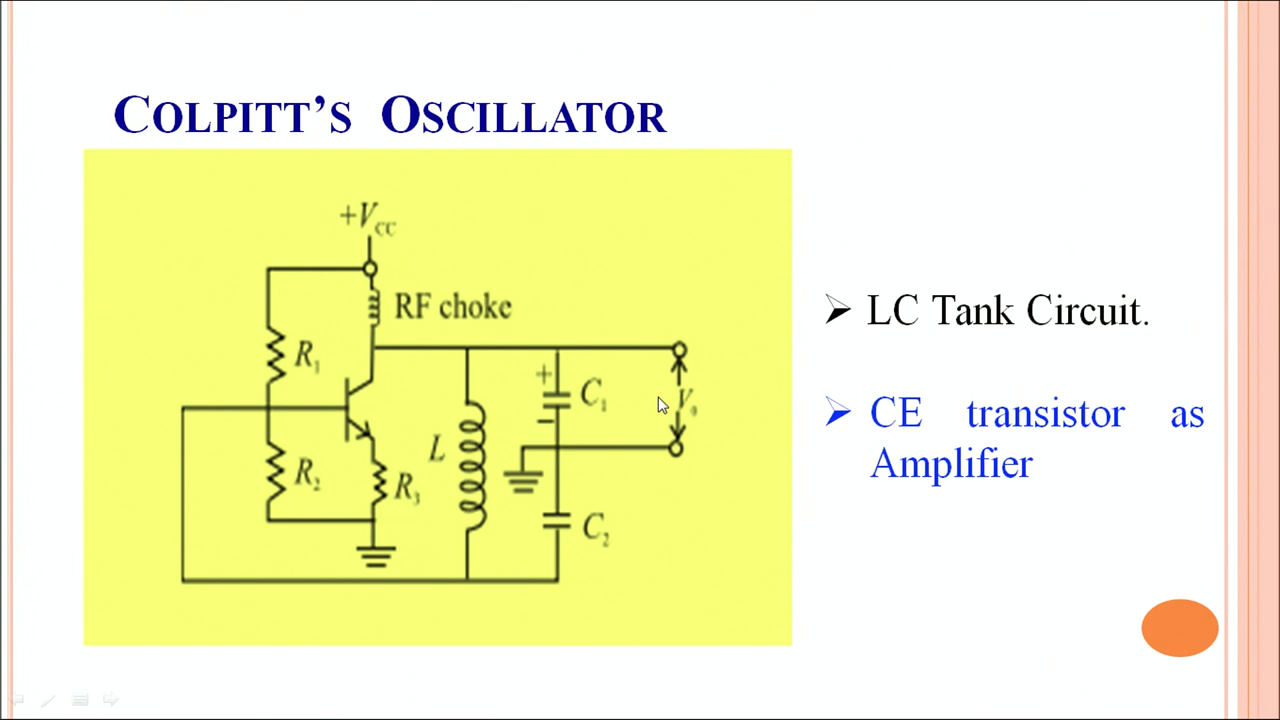 COLPITT'S OSCILLATOR
+VCC
RF choke
R1
+
C1
V0
L
−
R2
R3
C2
➢ LC Tank Circuit.
➢ CE transistor as
Amplifier